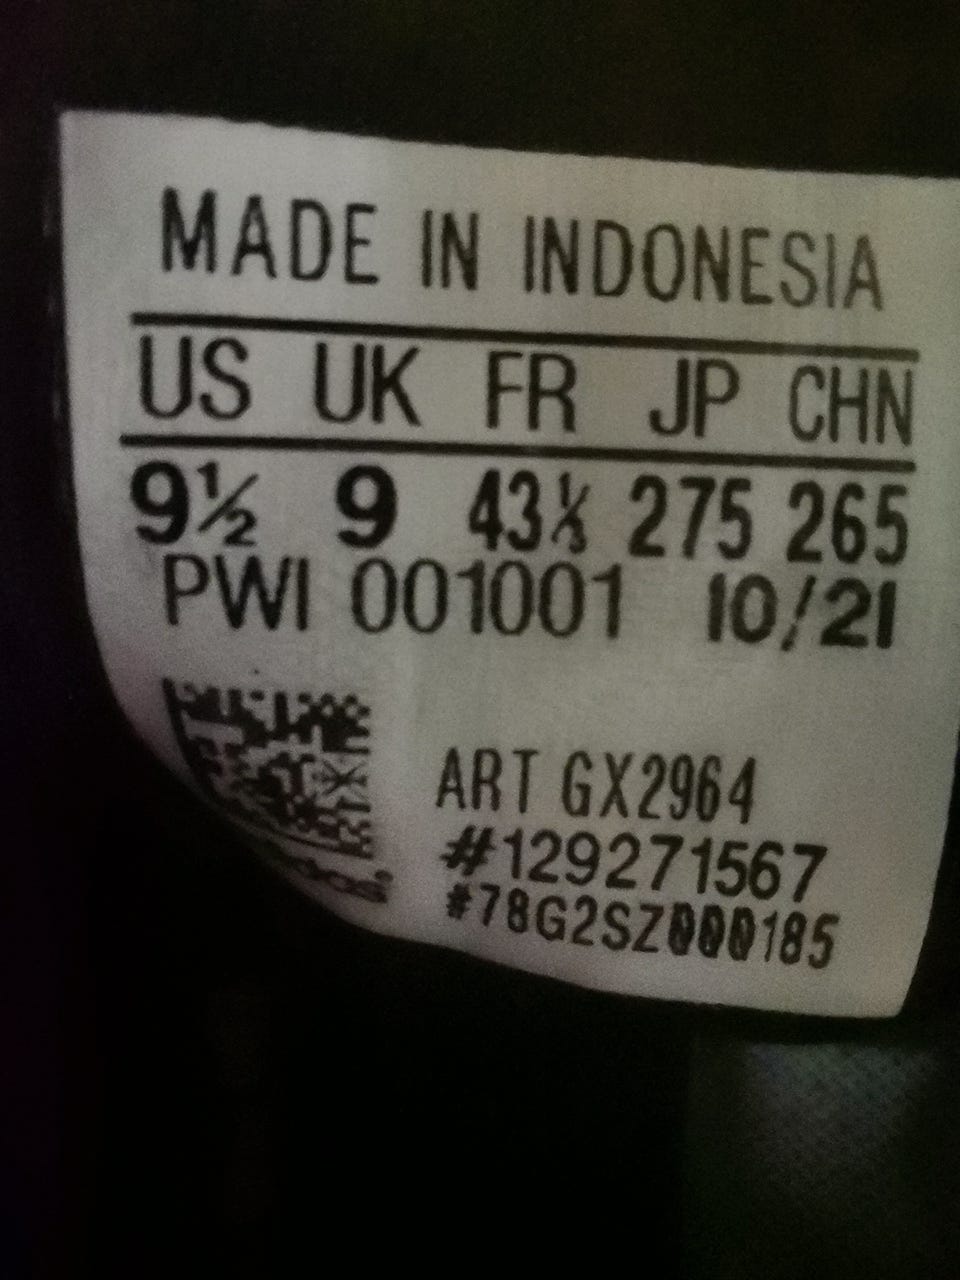 MADE IN INDONESIA
US UK FR JP CHN
9½ 9 43⅓ 275 265
PWI 001001 10/21
ART GX2964
#129271567
#78G2SZ000185